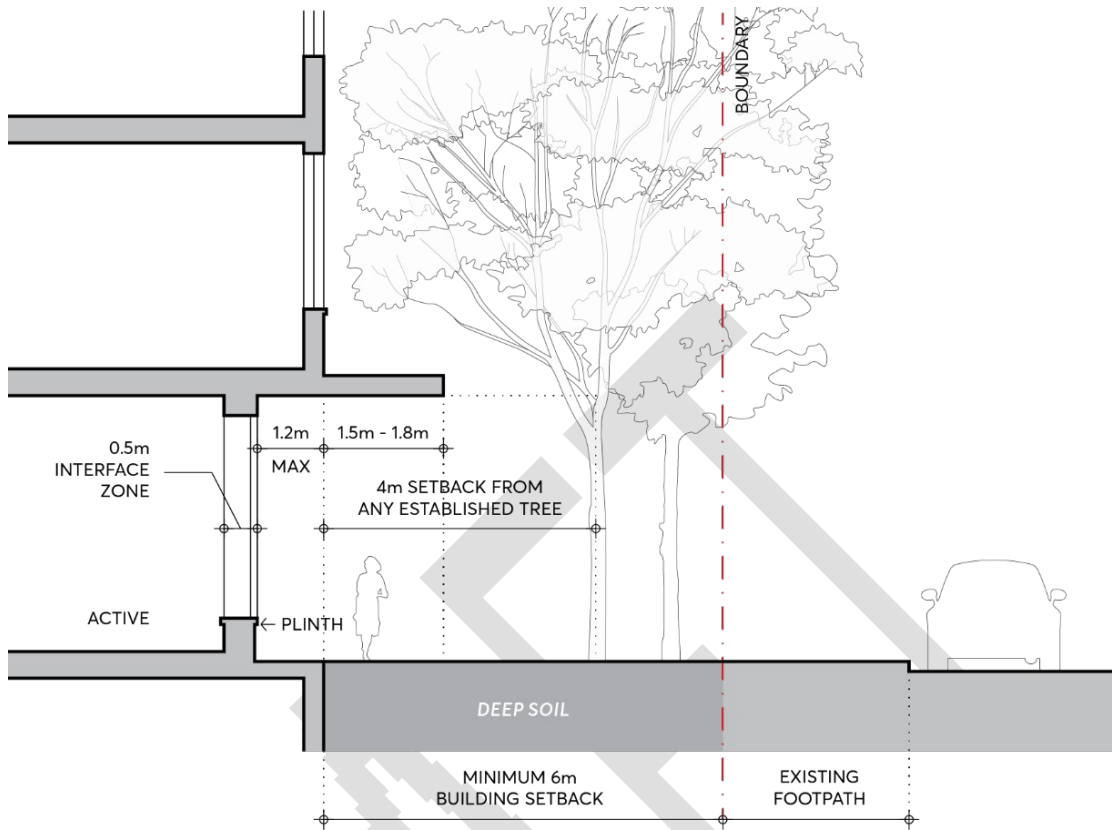 BOUNDARY
0.5m
INTERFACE
ZONE
1.2m
MAX
1.5m - 1.8m
4m SETBACK FROM
ANY ESTABLISHED TREE
ACTIVE
← PLINTH
DEEP SOIL
MINIMUM 6m
BUILDING SETBACK
EXISTING
FOOTPATH